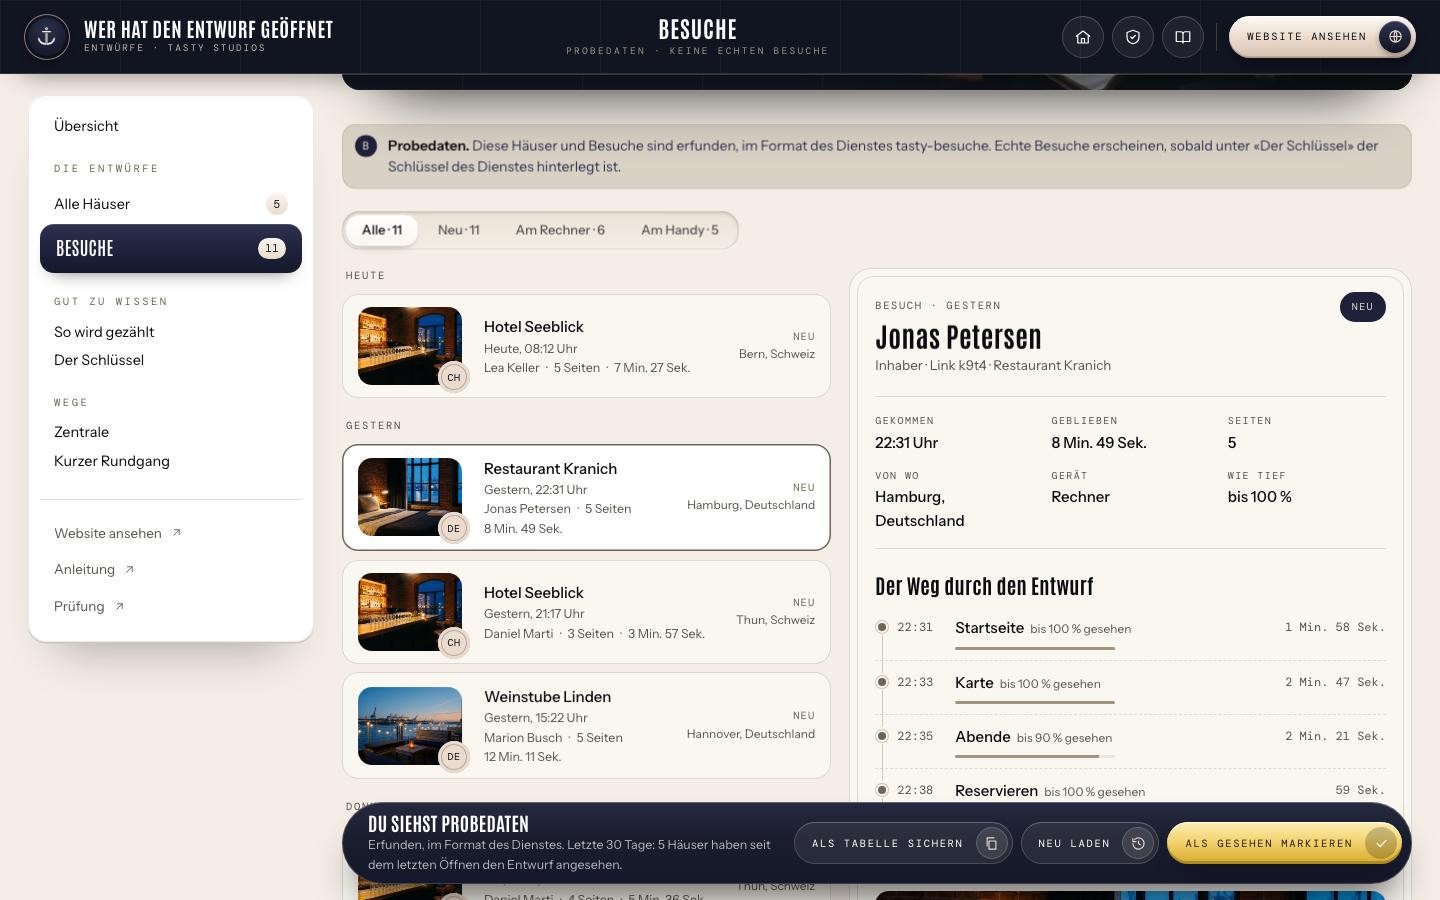 WER HAT DEN ENTWURF GEÖFFNET
ENTWÜRFE · TASTY STUDIOS
BESUCHE
PROBEDATEN · KEINE ECHTEN BESUCHE
WEBSITE ANSEHEN
Übersicht
DIE ENTWÜRFE
Alle Häuser 5
BESUCHE 11
GUT ZU WISSEN
So wird gezählt
Der Schlüssel
WEGE
Zentrale
Kurzer Rundgang
Website ansehen
Anleitung
Prüfung
B Probedaten. Diese Häuser und Besuche sind erfunden, im Format des Dienstes tasty-besuche. Echte Besuche erscheinen, sobald unter «Der Schlüssel» der
Schlüssel des Dienstes hinterlegt ist.
Alle · 11 Neu · 11 Am Rechner · 6 Am Handy · 5
HEUTE
Hotel Seeblick
Heute, 08:12 Uhr
Lea Keller · 5 Seiten · 7 Min. 27 Sek.
NEU
Bern, Schweiz
CH
GESTERN
Restaurant Kranich
Gestern, 22:31 Uhr
Jonas Petersen · 5 Seiten
8 Min. 49 Sek.
NEU
Hamburg, Deutschland
DE
Hotel Seeblick
Gestern, 21:17 Uhr
Daniel Marti · 3 Seiten · 3 Min. 57 Sek.
NEU
Thun, Schweiz
CH
Weinstube Linden
Gestern, 15:22 Uhr
Marion Busch · 5 Seiten
12 Min. 11 Sek.
NEU
Hannover, Deutschland
DE
BESUCH · GESTERN
NEU
Jonas Petersen
Inhaber · Link k9t4 · Restaurant Kranich
GEKOMMEN GEBLIEBEN SEITEN
22:31 Uhr 8 Min. 49 Sek. 5
VON WO GERÄT WIE TIEF
Hamburg, Rechner bis 100 %
Deutschland
Der Weg durch den Entwurf
22:31 Startseite bis 100 % gesehen 1 Min. 58 Sek.
22:33 Karte bis 100 % gesehen 2 Min. 47 Sek.
22:35 Abende bis 90 % gesehen 2 Min. 21 Sek.
22:38 Reservieren bis 100 % gesehen 59 Sek.
DU SIEHST PROBEDATEN
Erfunden, im Format des Dienstes. Letzte 30 Tage: 5 Häuser haben seit
dem letzten Öffnen den Entwurf angesehen.
ALS TABELLE SICHERN
NEU LADEN
ALS GESEHEN MARKIEREN
Thun, Schweiz
Daniel Marti · 4 Seiten · 5 Min. 36 Sek.